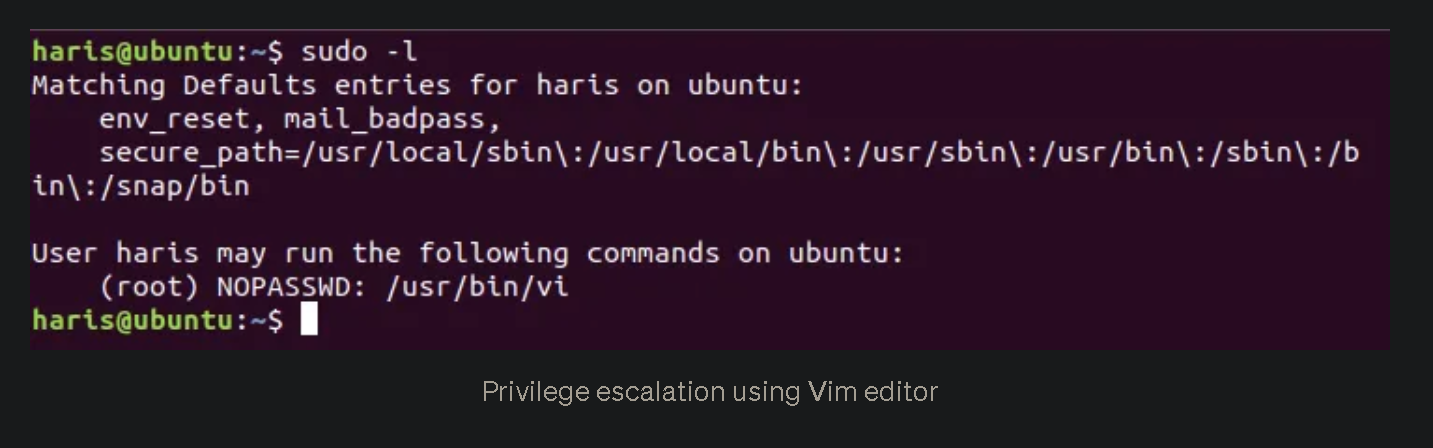 haris@ubuntu:~$ sudo -l
Matching Defaults entries for haris on ubuntu:
    env_reset, mail_badpass,
    secure_path=/usr/local/sbin\:/usr/local/bin\:/usr/sbin\:/usr/bin\:/sbin\:/b
in\:/snap/bin

User haris may run the following commands on ubuntu:
    (root) NOPASSWD: /usr/bin/vi
haris@ubuntu:~$
Privilege escalation using Vim editor